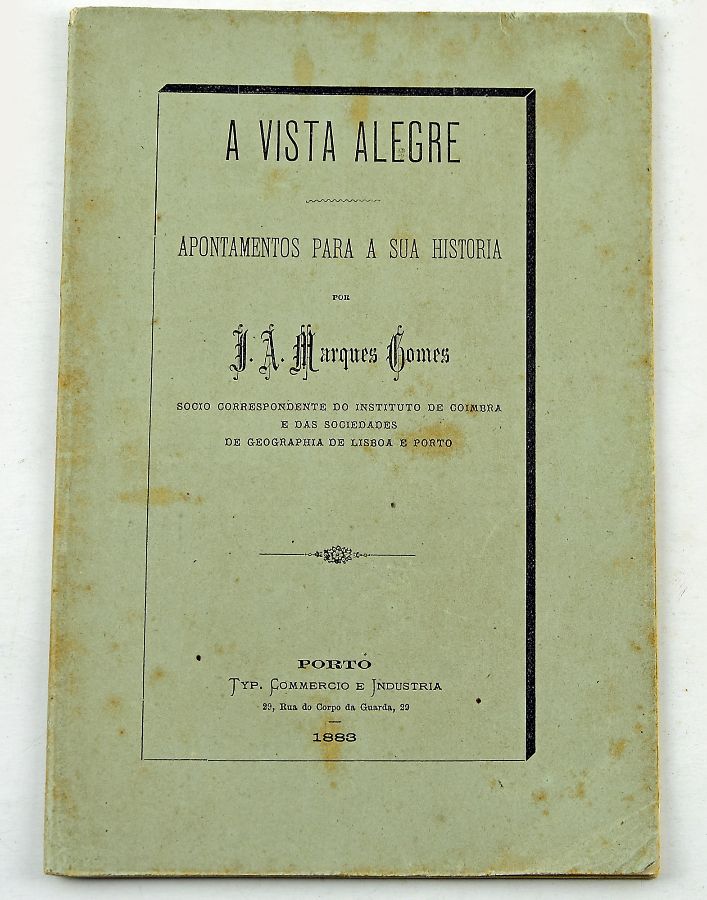 A VISTA ALEGRE
APONTAMENTOS PARA A SUA HISTORIA
POR
J. A. Marques Gomes
SOCIO CORRESPONDENTE DO INSTITUTO DE COIMBRA
E DAS SOCIEDADES
DE GEOGRAPHIA DE LISBOA E PORTO
PORTO
TYP. COMMERCIO E INDUSTRIA
29, Rua do Corpo da Guarda, 29
1883